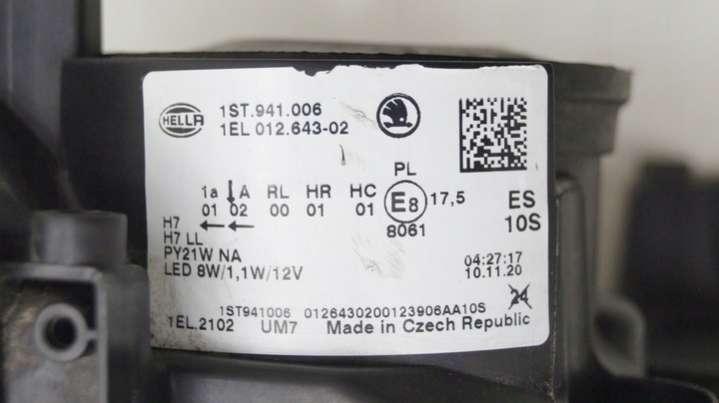 HELLA
1ST.941.006
1EL 012.643-02
PL
1a A RL HR HC
01 02 00 01 01
E8 17,5
8061
ES
10S
H7
H7 LL
PY21W NA
LED 8W/1,1W/12V
04:27:17
10.11.20
24
1ST941006 01264300200123906AA10S
1EL.2102 UM7 Made in Czech Republic